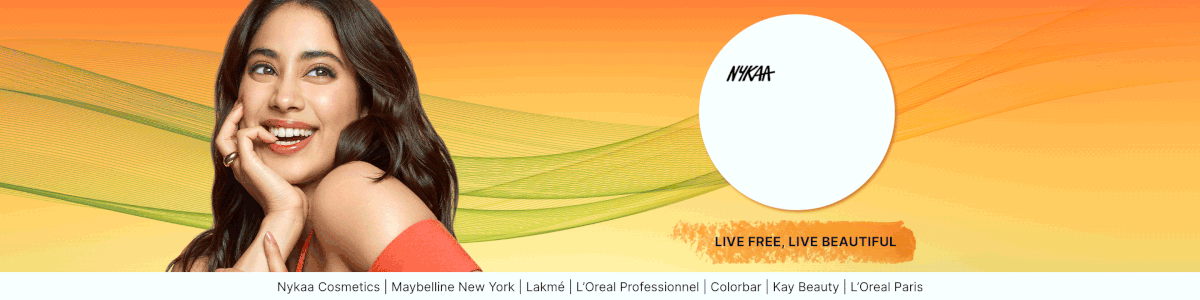 NYKAA
LIVE FREE, LIVE BEAUTIFUL
Nykaa Cosmetics | Maybelline New York | Lakmé | L'Oreal Professionnel | Colorbar | Kay Beauty | L'Oreal Paris